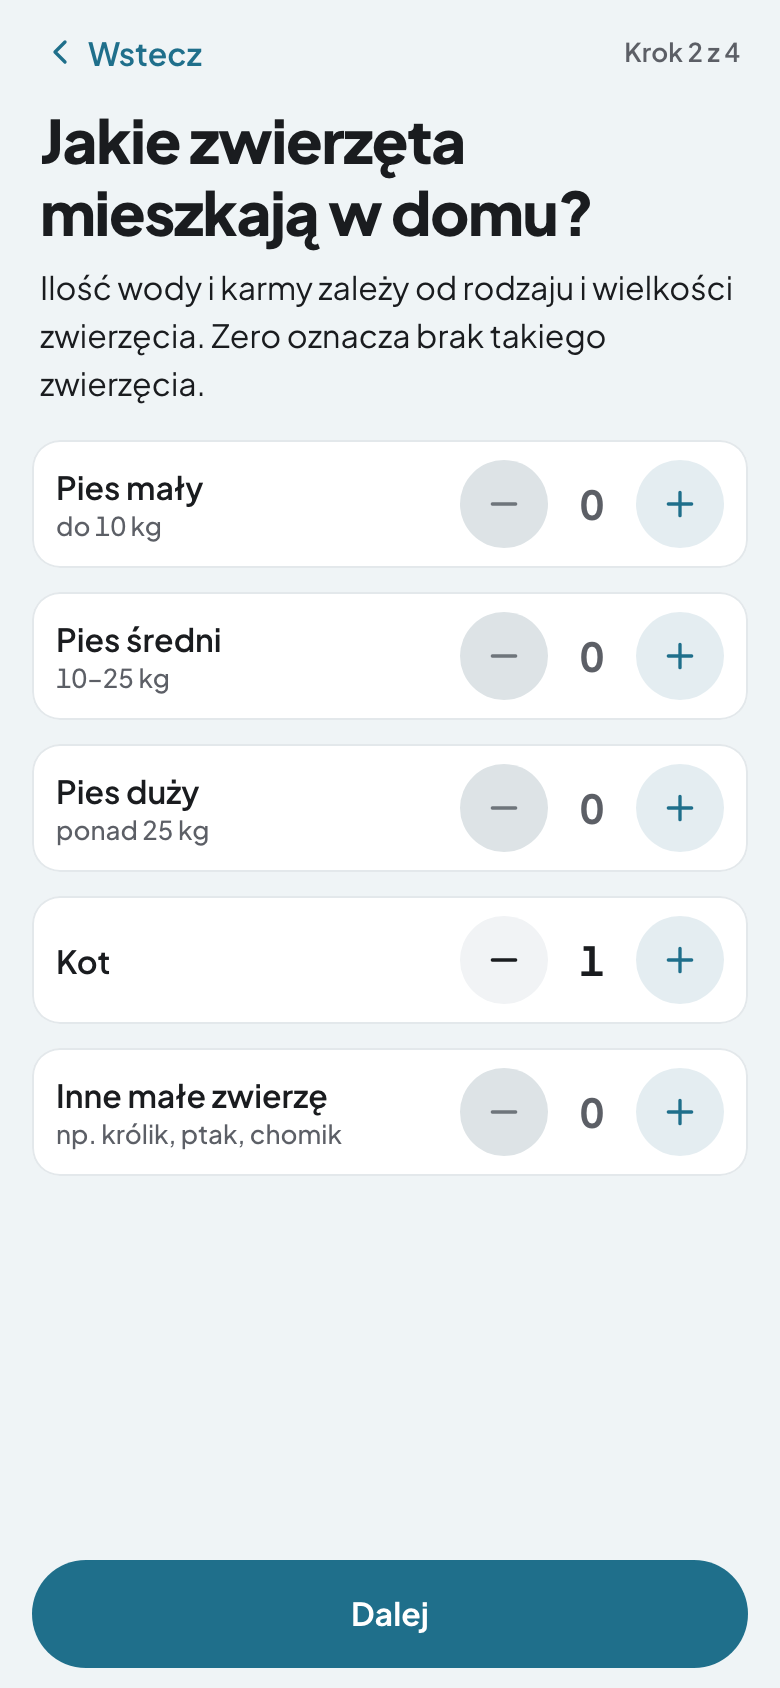 Wstecz
Krok 2 z 4
Jakie zwierzęta
mieszkają w domu?
Ilość wody i karmy zależy od rodzaju i wielkości
zwierzęcia. Zero oznacza brak takiego
zwierzęcia.
Pies mały
do 10 kg
− 0 +
Pies średni
10–25 kg
− 0 +
Pies duży
ponad 25 kg
− 0 +
Kot
− 1 +
Inne małe zwierzę
np. królik, ptak, chomik
− 0 +
Dalej